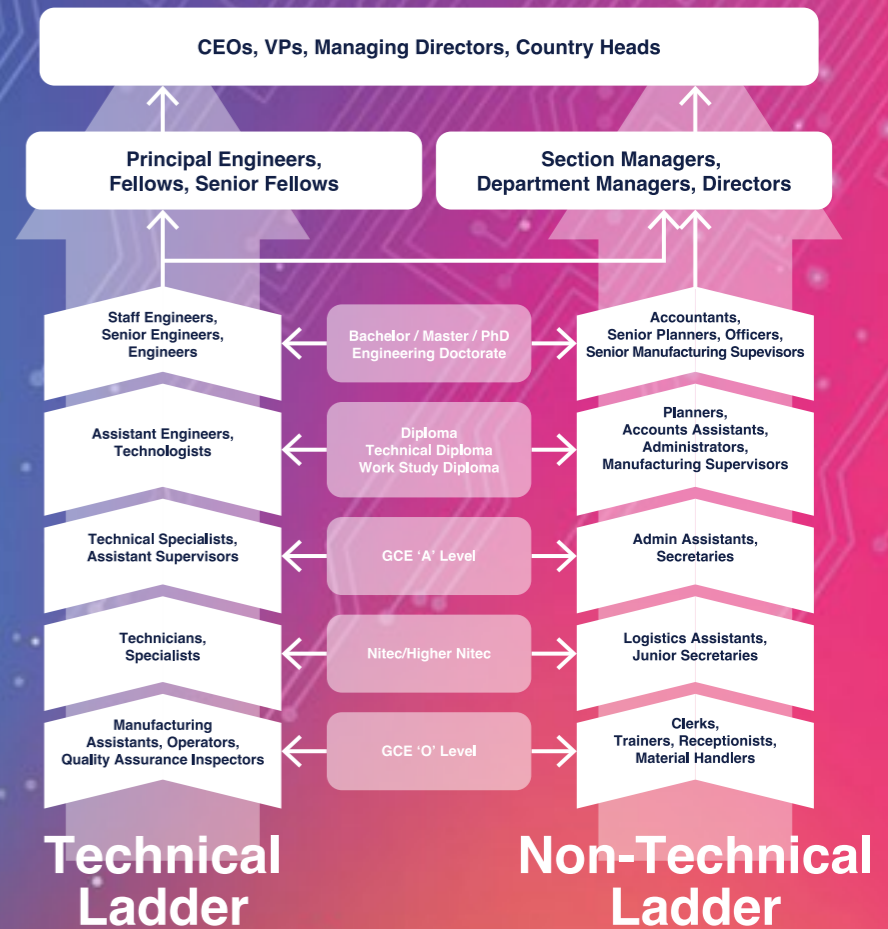 CEOs, VPs, Managing Directors, Country Heads
Principal Engineers,
Fellows, Senior Fellows
Section Managers,
Department Managers, Directors
Staff Engineers,
Senior Engineers,
Engineers
Bachelor / Master / PhD
Engineering Doctorate
Accountants,
Senior Planners, Officers,
Senior Manufacturing Supevisors
Assistant Engineers,
Technologists
Diploma
Technical Diploma
Work Study Diploma
Planners,
Accounts Assistants,
Administrators,
Manufacturing Supervisors
Technical Specialists,
Assistant Supervisors
GCE ‘A’ Level
Admin Assistants,
Secretaries
Technicians,
Specialists
Nitec/Higher Nitec
Logistics Assistants,
Junior Secretaries
Manufacturing
Assistants, Operators,
Quality Assurance Inspectors
GCE ‘O’ Level
Clerks,
Trainers, Receptionists,
Material Handlers
Technical
Ladder
Non-Technical
Ladder